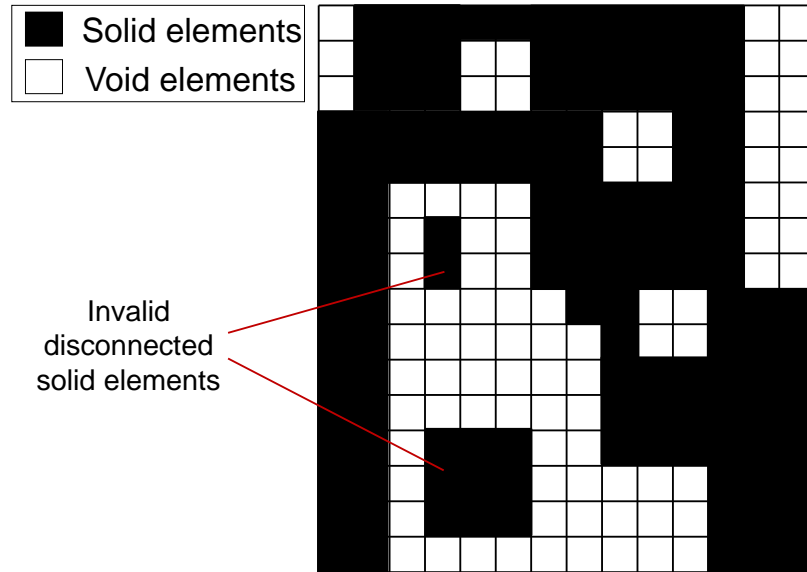 Solid elements
Void elements
Invalid
disconnected
solid elements